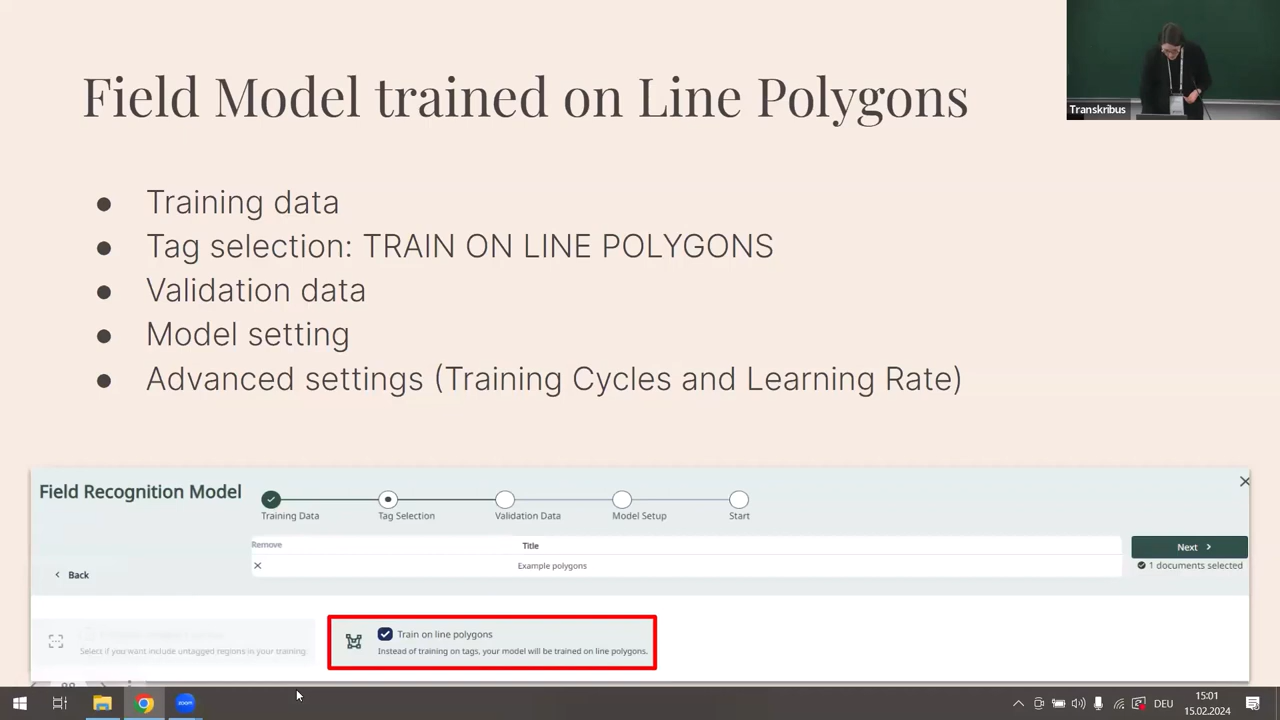 Field Model trained on Line Polygons
Transkribus
● Training data
● Tag selection: TRAIN ON LINE POLYGONS
● Validation data
● Model setting
● Advanced settings (Training Cycles and Learning Rate)
Field Recognition Model
Training Data
Tag Selection
Validation Data
Model Setup
Start
Remove Title
Example polygons
Next
1 documents selected
Back
Select if you want include untagged regions in your training
Train on line polygons
Instead of training on tags, your model will be trained on line polygons.
DEU
15:01
15.02.2024